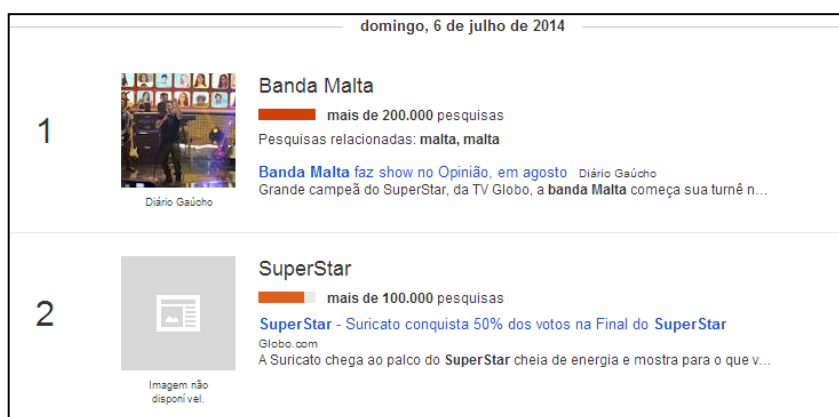 domingo, 6 de julho de 2014
1
Banda Malta
mais de 200.000 pesquisas
Pesquisas relacionadas: malta, malta
Banda Malta faz show no Opinião, em agosto Diário Gaúcho
Grande campeã do SuperStar, da TV Globo, a banda Malta começa sua turnê n...
Diário Gaúcho
2
SuperStar
mais de 100.000 pesquisas
SuperStar - Suricato conquista 50% dos votos na Final do SuperStar
Globo.com
A Suricato chega ao palco do SuperStar cheia de energia e mostra para o que v...
Imagem não
disponível.